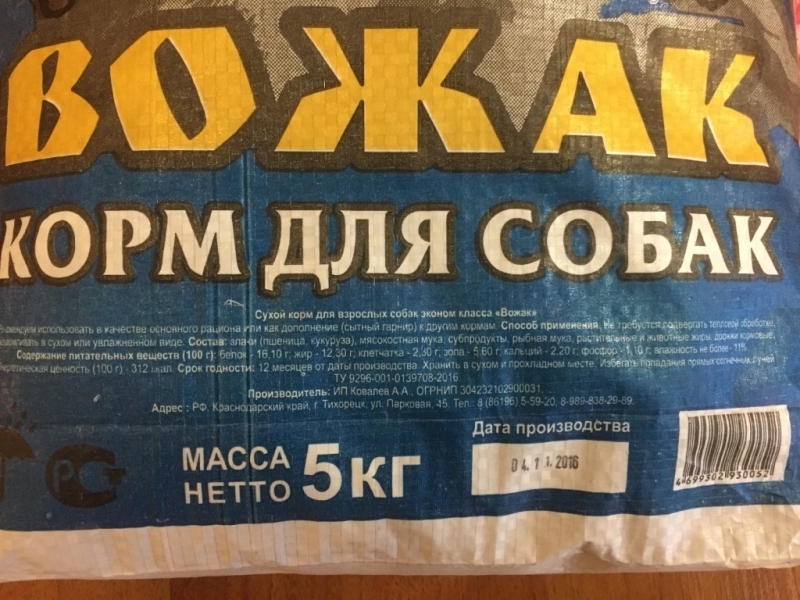 ВОЖАК
КОРМ ДЛЯ СОБАК
Сухой корм для взрослых собак эконом класса «Вожак»
использовать в качестве основного рациона или как дополнение (сытный гарнир) к другим кормам. Способ применения. Не требуется подвергать тепловой обработке,
в сухом или увлажненном виде. Состав: злаки (пшеница, кукуруза), мясокостная мука, субпродукты, рыбная мука, растительные и животные жиры, дрожжи кормовые.
Содержание питательных веществ (100 г): белок - 16,10 г; жир - 12,30 г; клетчатка - 2,30 г; зола - 5,60 г; кальций - 2,20 г; фосфор - 1,10 г; влажность не более
ценность (100 г) - 312 ккал. Срок годности: 12 месяцев от даты производства. Хранить в сухом и прохладном месте. Избегать попадания прямых солнечных лучей
ТУ 9296-001-0139708-2016
Производитель: ИП Ковалев А.А., ОГРНИП 304232102900031,
Адрес : РФ, Краснодарский край, г. Тихорецк, ул. Парковая, 45. Тел.: 8 (86196) 5-59-20, 8-989-838-29-89.
Дата производства
МАССА
НЕТТО 5КГ
04.11.2016
РС
4 699302 930052